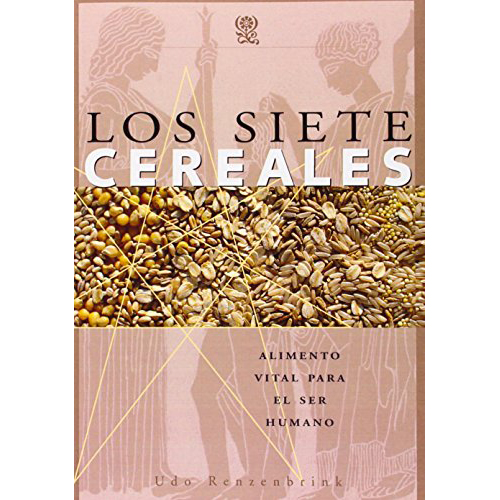 LOS SIETE
CEREALES
ALIMENTO
VITAL PARA
EL SER
HUMANO
Udo Renzenbrink